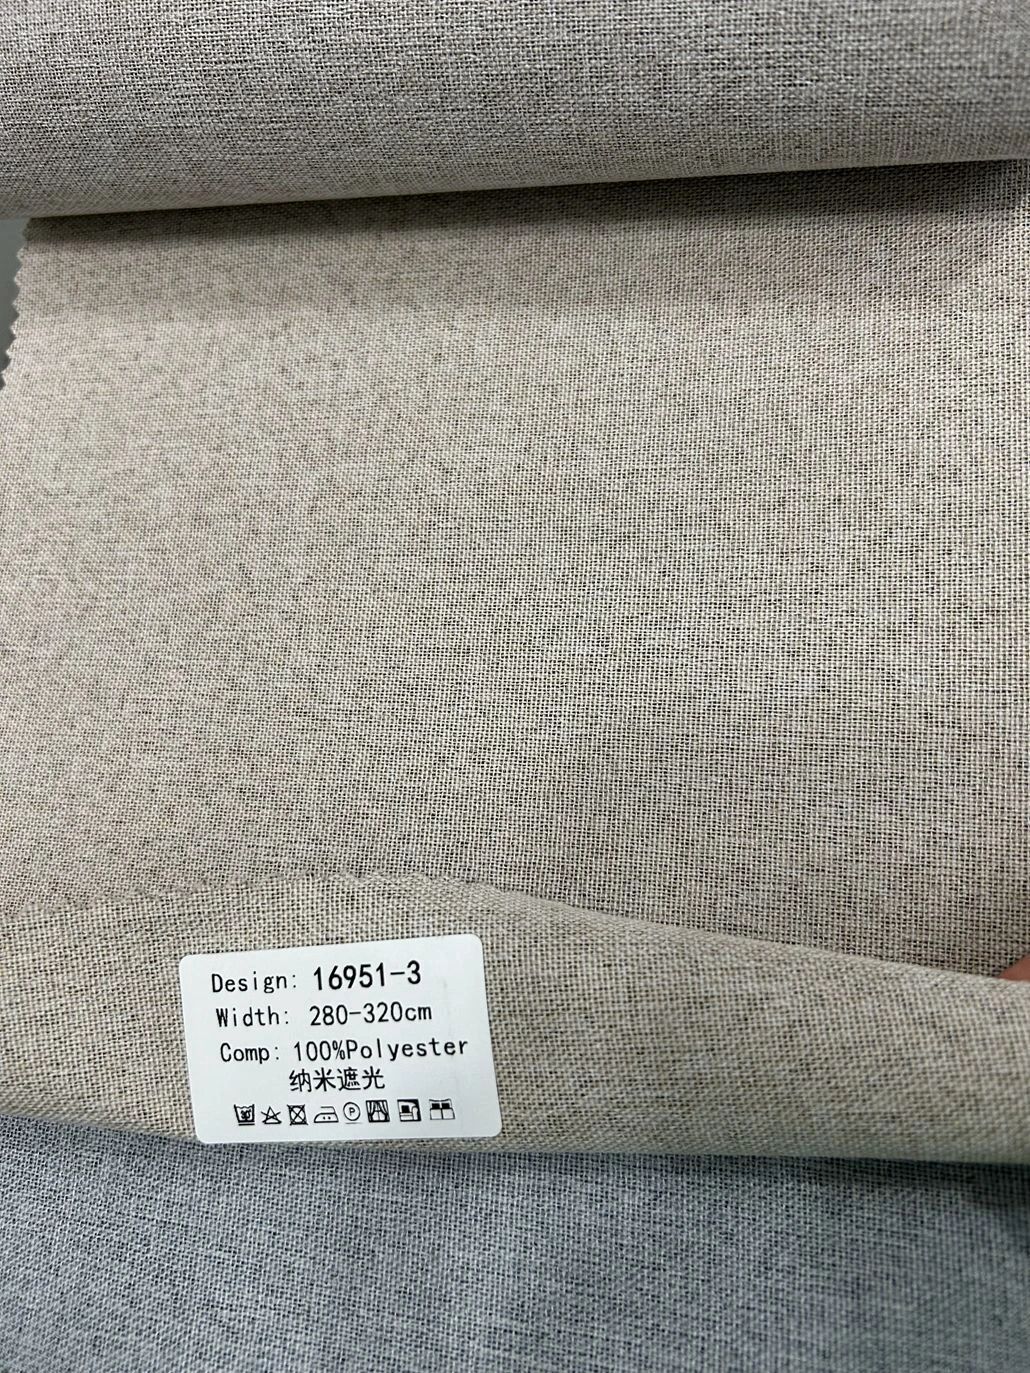 Design: 16951-3
Width: 280-320cm
Comp: 100%Polyester
纳米遮光
P